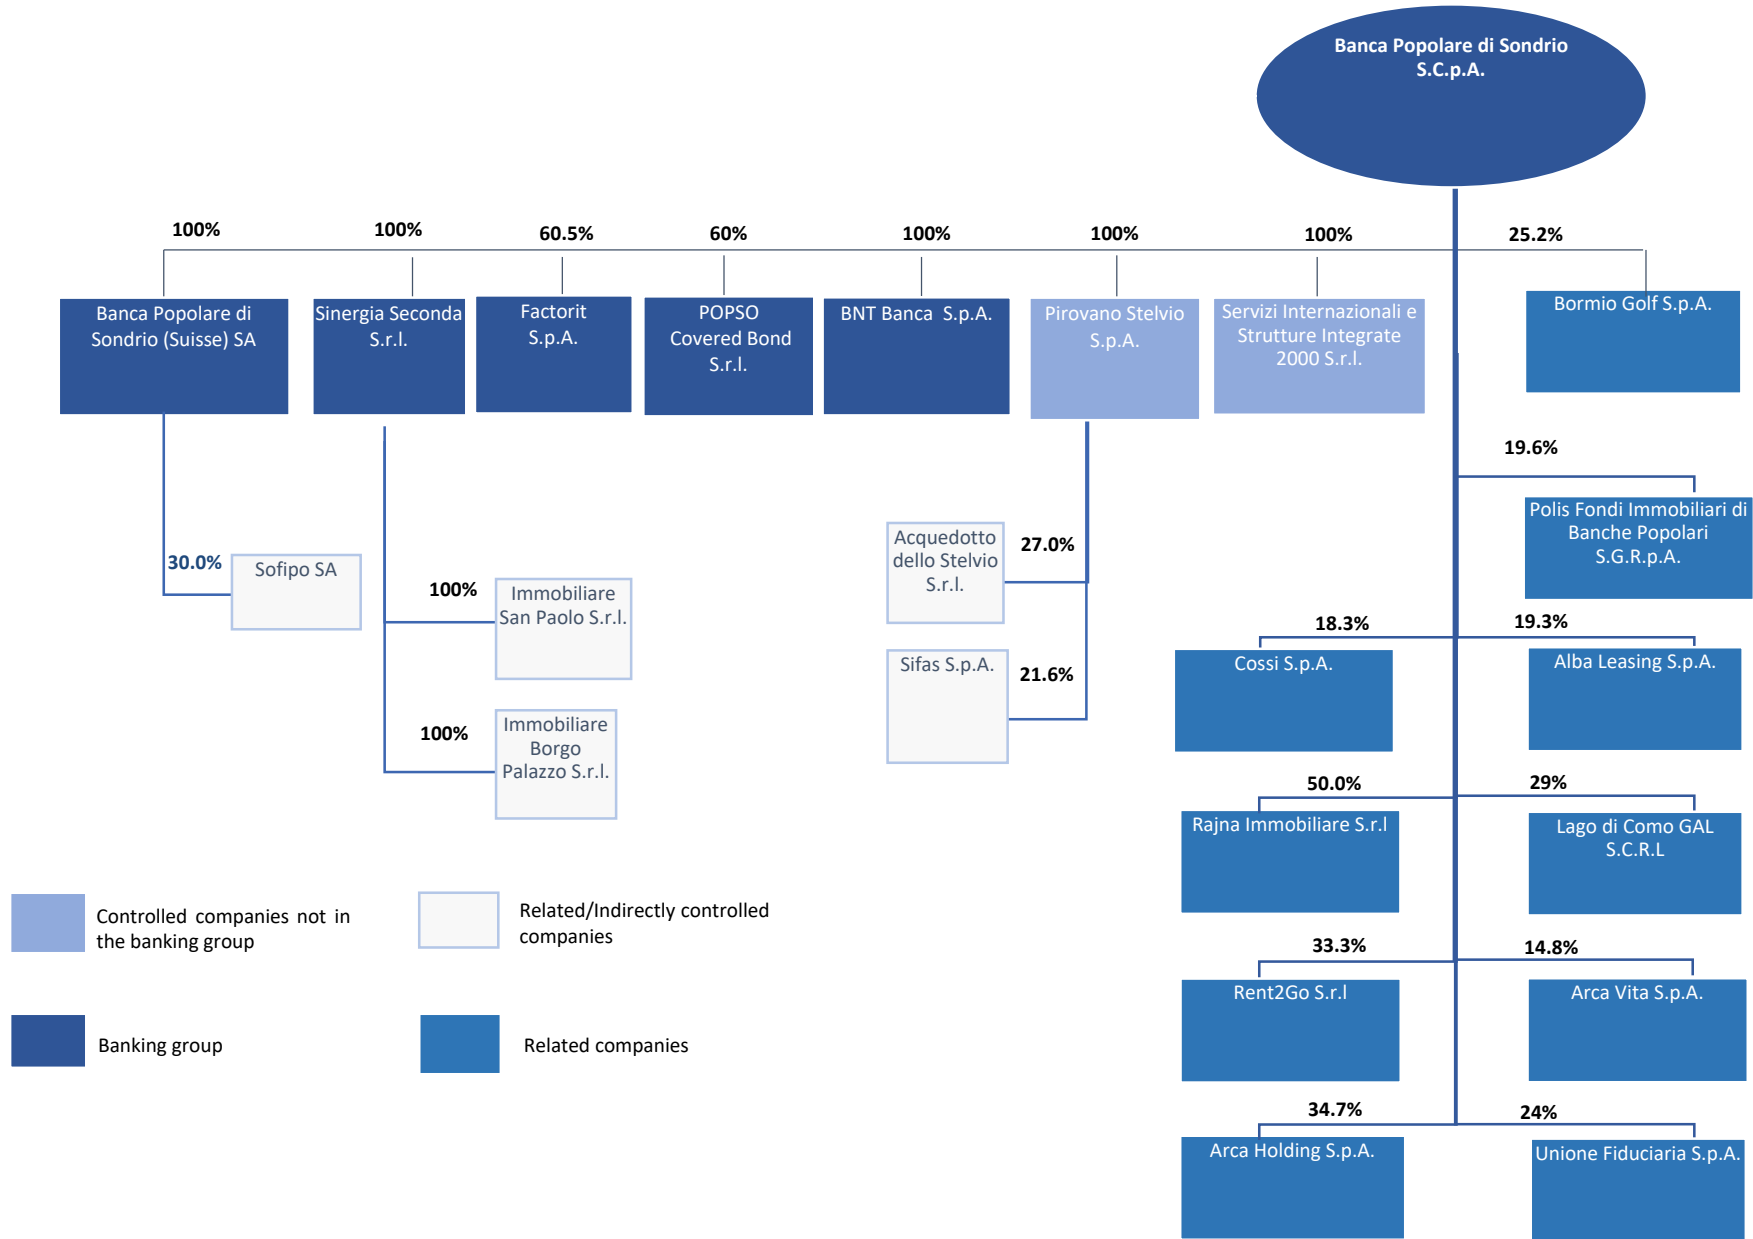 Banca Popolare di Sondrio
S.C.p.A.
100%
100%
60.5%
60%
100%
100%
100%
25.2%
Banca Popolare di
Sondrio (Suisse) SA
Sinergia Seconda
S.r.l.
Factorit
S.p.A.
POPSO
Covered Bond
S.r.l.
BNT Banca S.p.A.
Pirovano Stelvio
S.p.A.
Servizi Internazionali e
Strutture Integrate
2000 S.r.l.
Bormio Golf S.p.A.
19.6%
Polis Fondi Immobiliari di
Banche Popolari
S.G.R.p.A.
30.0%
Sofipo SA
100%
Immobiliare
San Paolo S.r.l.
100%
Immobiliare
Borgo
Palazzo S.r.l.
Acquedotto
dello Stelvio
S.r.l.
27.0%
Sifas S.p.A.
21.6%
18.3%
19.3%
Cossi S.p.A.
Alba Leasing S.p.A.
50.0%
29%
Rajna Immobiliare S.r.l
Lago di Como GAL
S.C.R.L
33.3%
14.8%
Rent2Go S.r.l
Arca Vita S.p.A.
34.7%
24%
Arca Holding S.p.A.
Unione Fiduciaria S.p.A.
Controlled companies not in
the banking group
Related/Indirectly controlled
companies
Banking group
Related companies